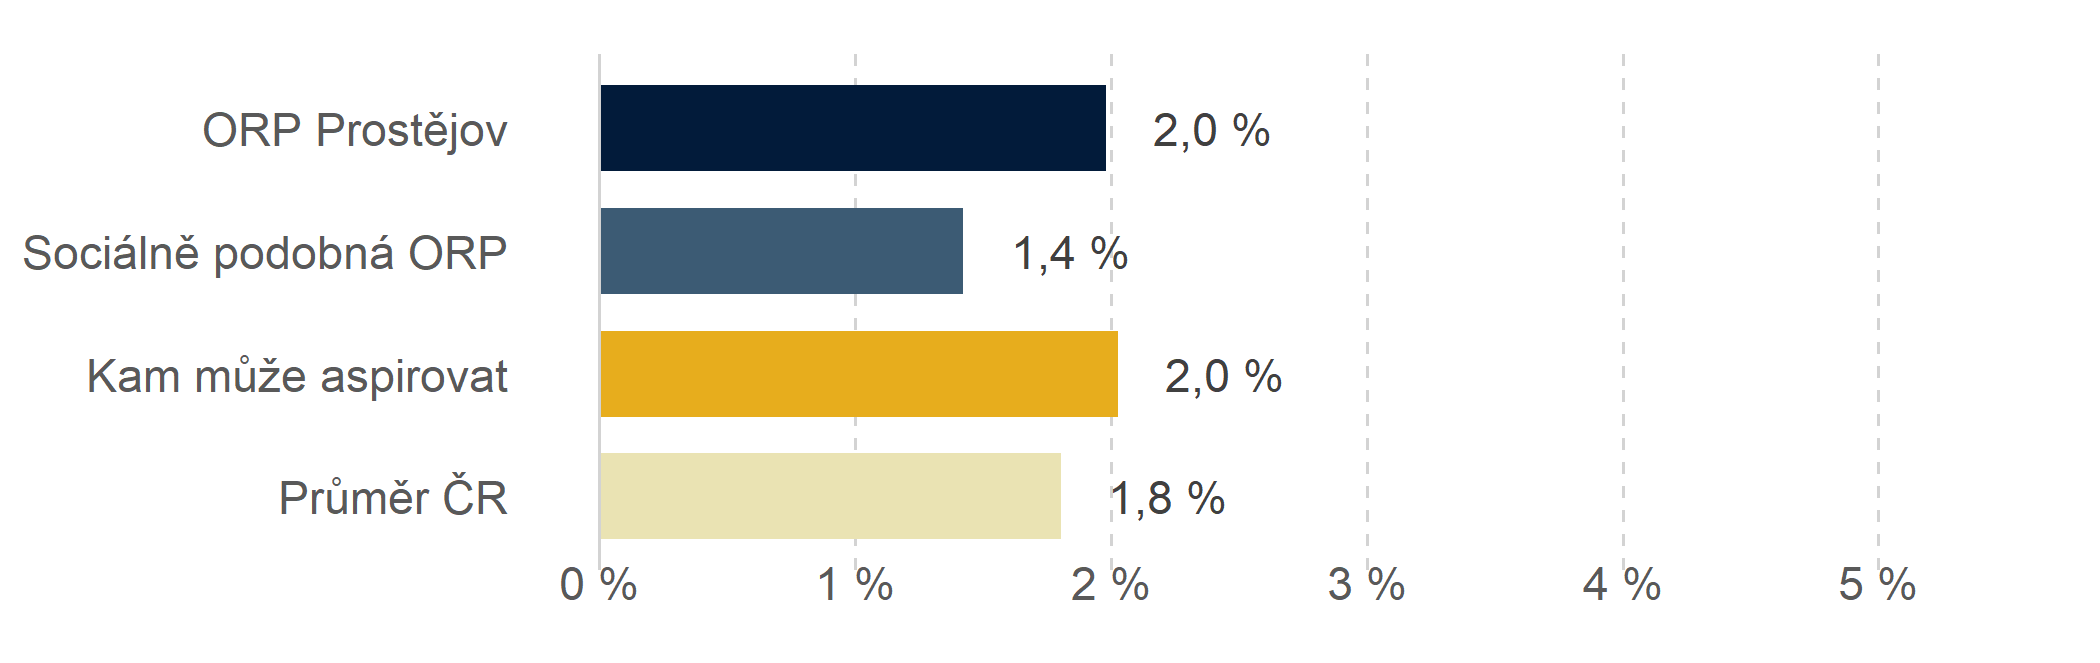 ORP Prostějov 2,0 %
Sociálně podobná ORP 1,4 %
Kam může aspirovat 2,0 %
Průměr ČR 1,8 %
0 % 1 % 2 % 3 % 4 % 5 %